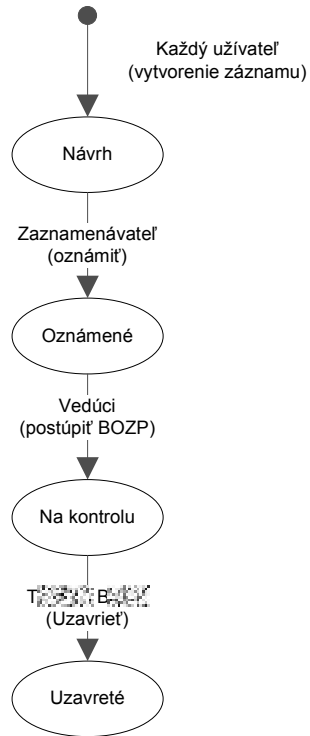 Každý užívateľ
(vytvorenie záznamu)
Návrh
Zaznamenávateľ
(oznámiť)
Oznámené
Vedúci
(postúpiť BOZP)
Na kontrolu
(Uzavrieť)
Uzavreté